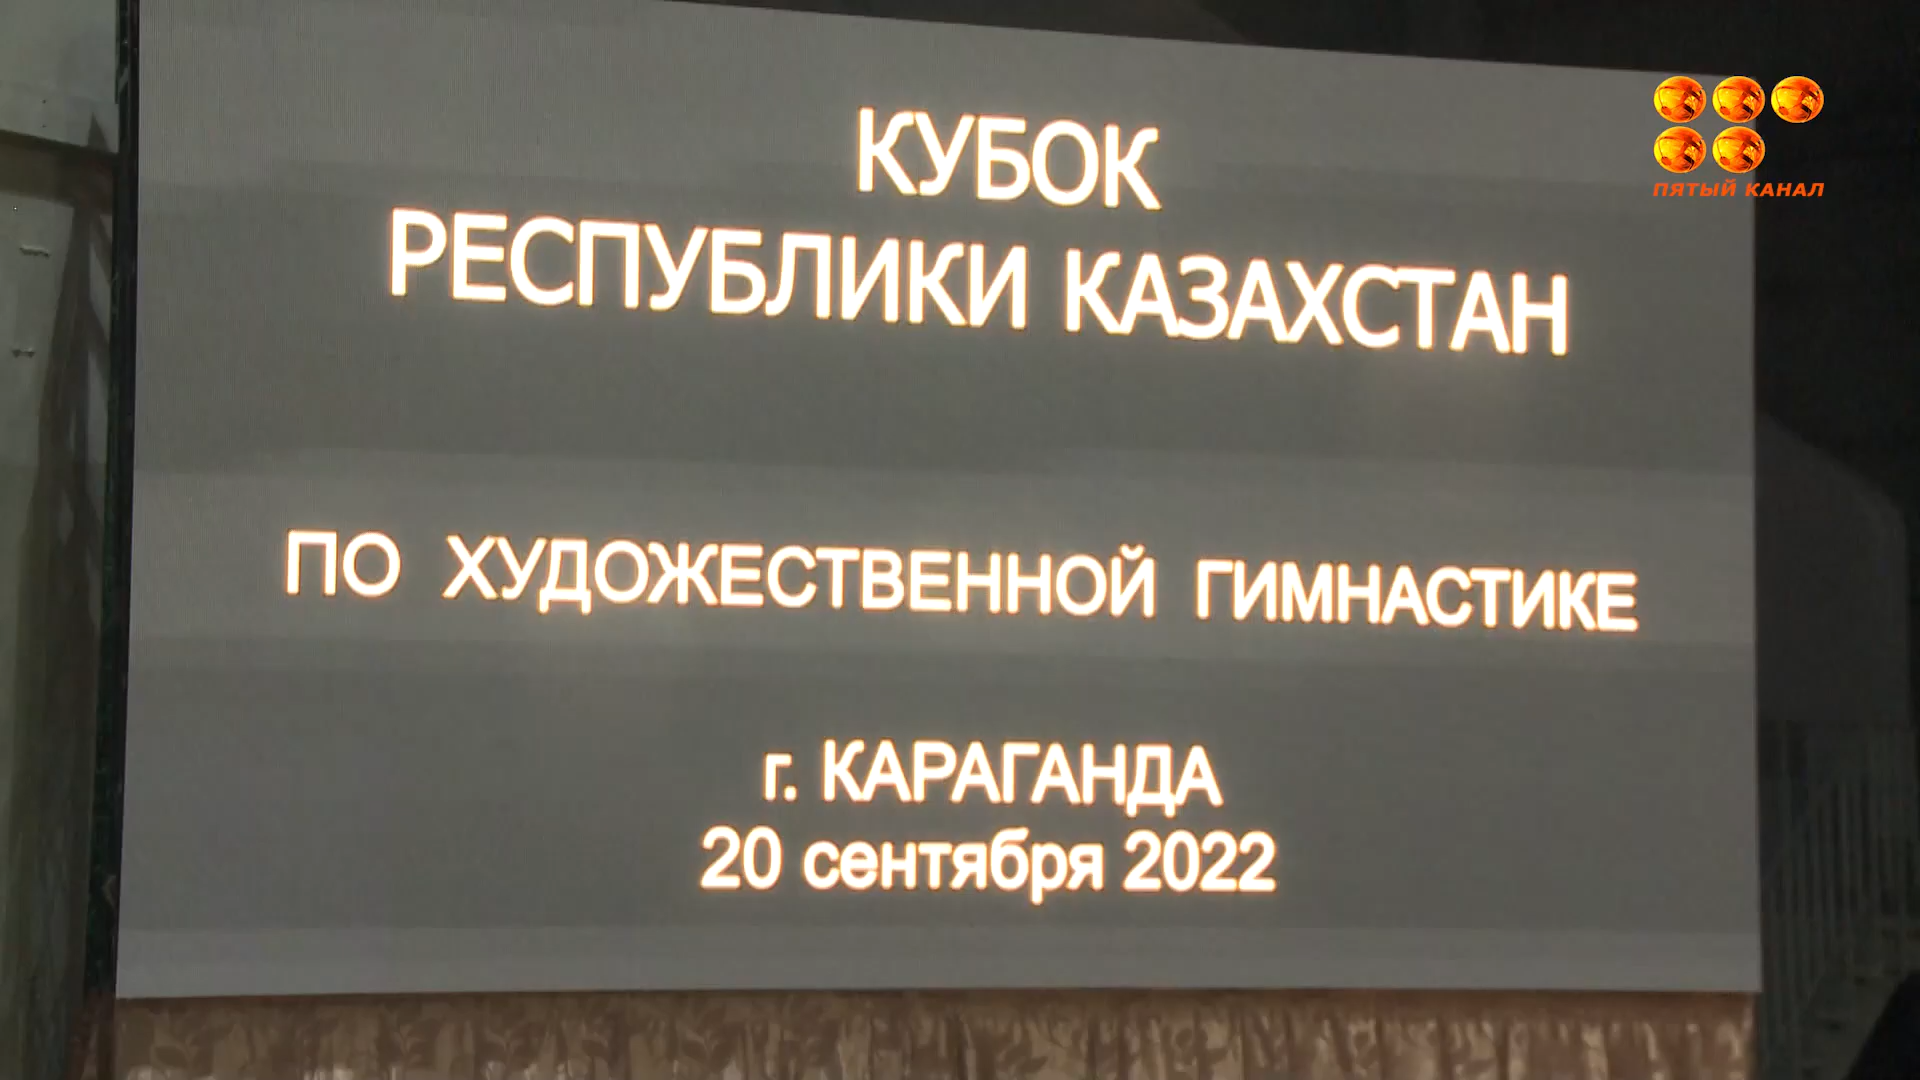 КУБОК
РЕСПУБЛИКИ КАЗАХСТАН
ПО ХУДОЖЕСТВЕННОЙ ГИМНАСТИКЕ
г. КАРАГАНДА
20 сентября 2022
ПЯТЫЙ КАНАЛ